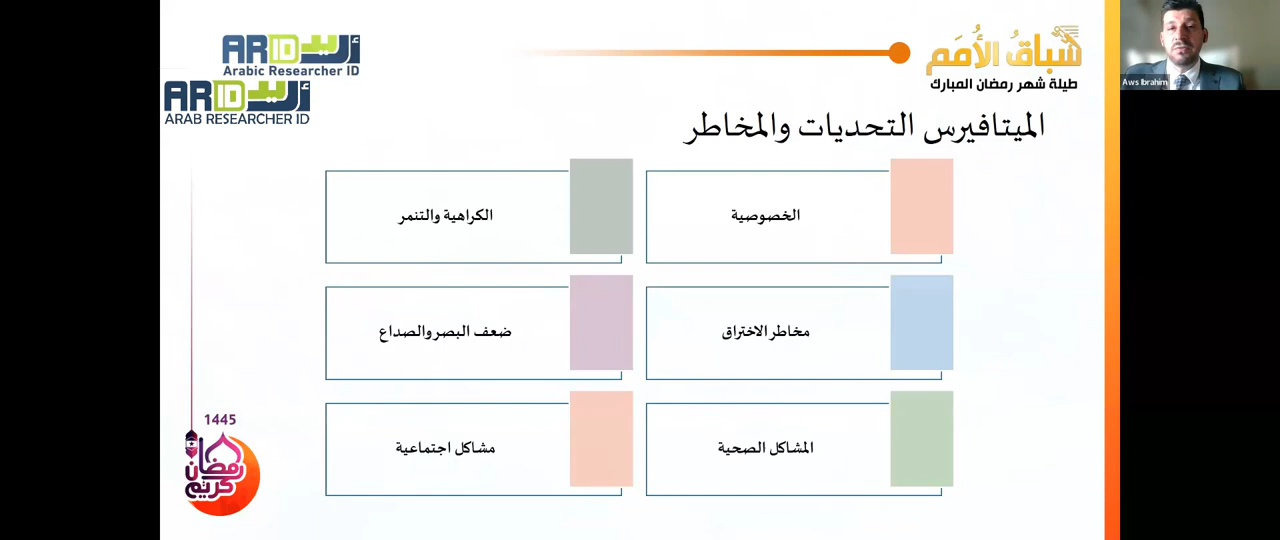 أريد ARID
Arabic Researcher ID
أريد ARID
ARAB RESEARCHER ID
سباقُ الأُمَم
طيلة شهر رمضان المبارك
Aws Ibrahim
الميتافيرس التحديات والمخاطر
الخصوصية
الكراهية والتنمر
مخاطر الاختراق
ضعف البصر والصداع
المشاكل الصحية
مشاكل اجتماعية
1445
رمضان
كريم